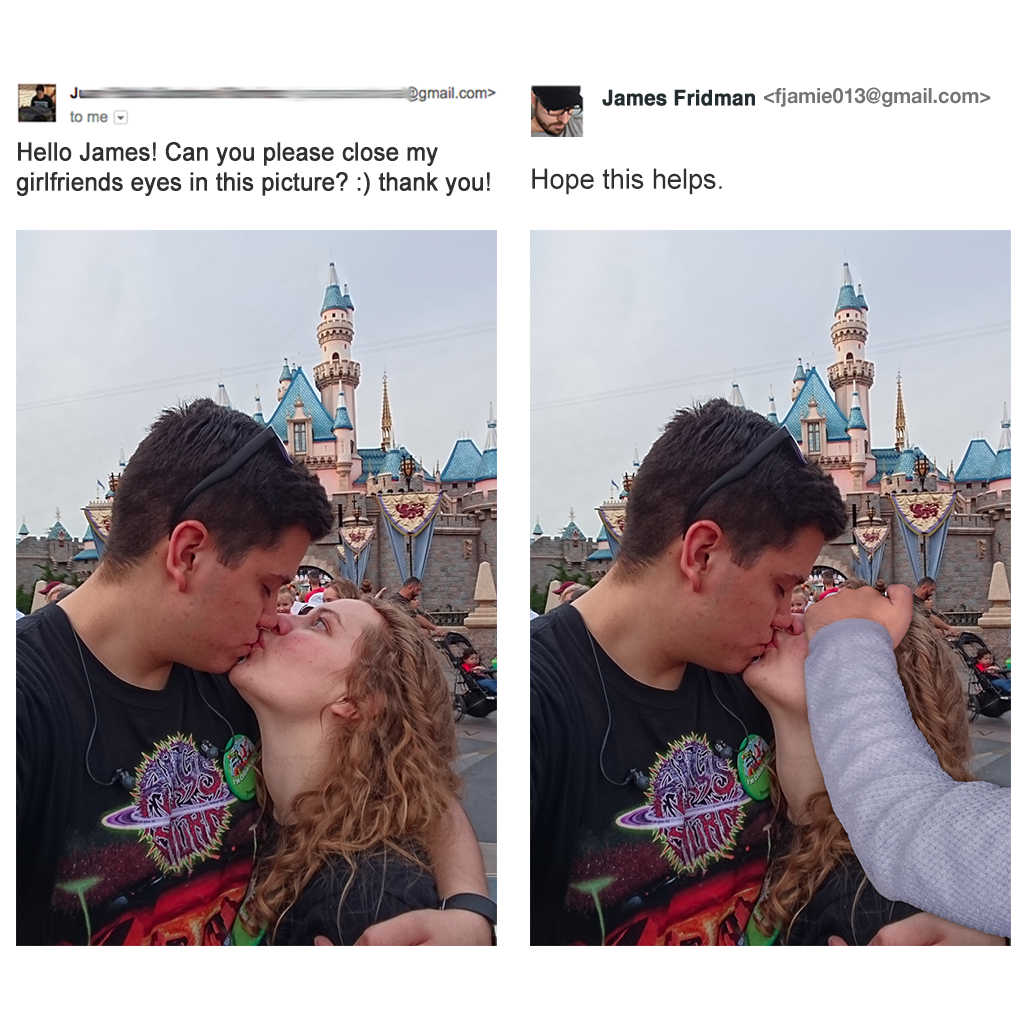 J
@gmail.com>
to me
Hello James! Can you please close my
girlfriends eyes in this picture? :) thank you!
James Fridman <fjamie013@gmail.com>
Hope this helps.